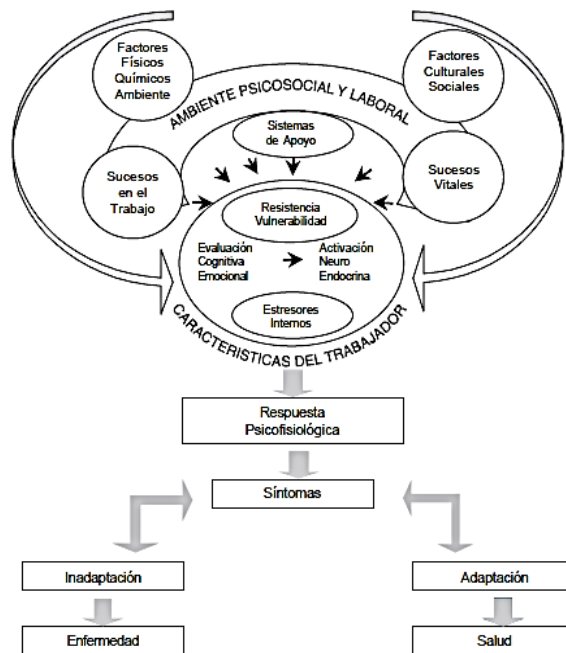 Factores
Físicos
Químicos
Ambiente
Factores
Culturales
Sociales
AMBIENTE PSICOSOCIAL Y LABORAL
Sistemas
de Apoyo
Sucesos
en el
Trabajo
Sucesos
Vitales
Resistencia
Vulnerabilidad
Evaluación
Cognitiva
Emocional
Activación
Neuro
Endocrina
Estresores
Internos
CARACTERISTICAS DEL TRABAJADOR
Respuesta
Psicofisiológica
Síntomas
Inadaptación
Adaptación
Enfermedad
Salud